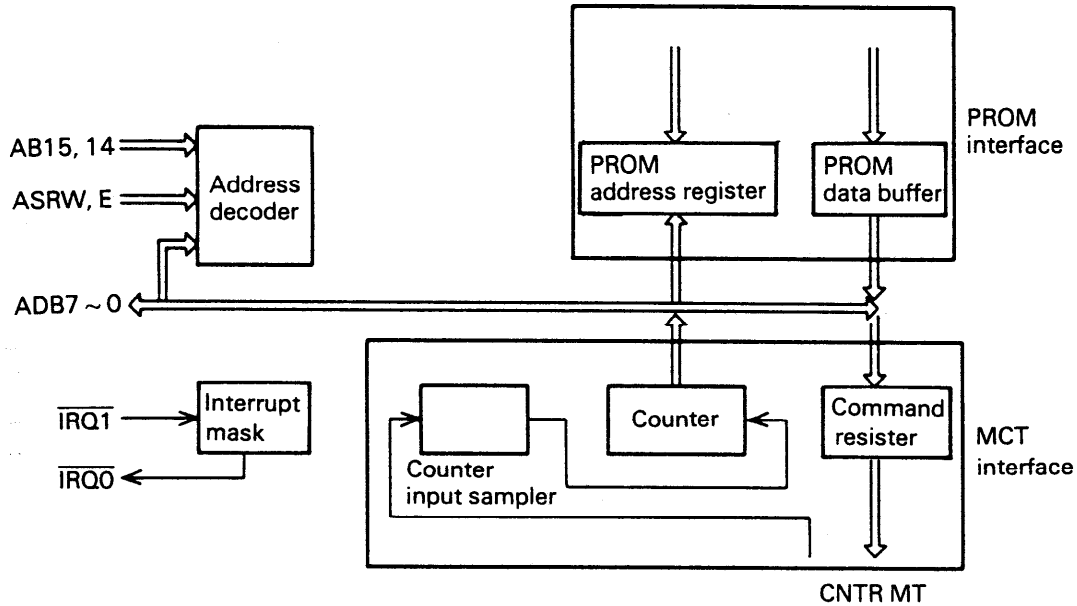 PROM
interface
PROM
address register
PROM
data buffer
AB15, 14
ASRW, E
Address
decoder
ADB7 ~ 0
IRQ1
IRQ0
Interrupt
mask
Counter
input sampler
Counter
Command
resister
MCT
interface
CNTR MT